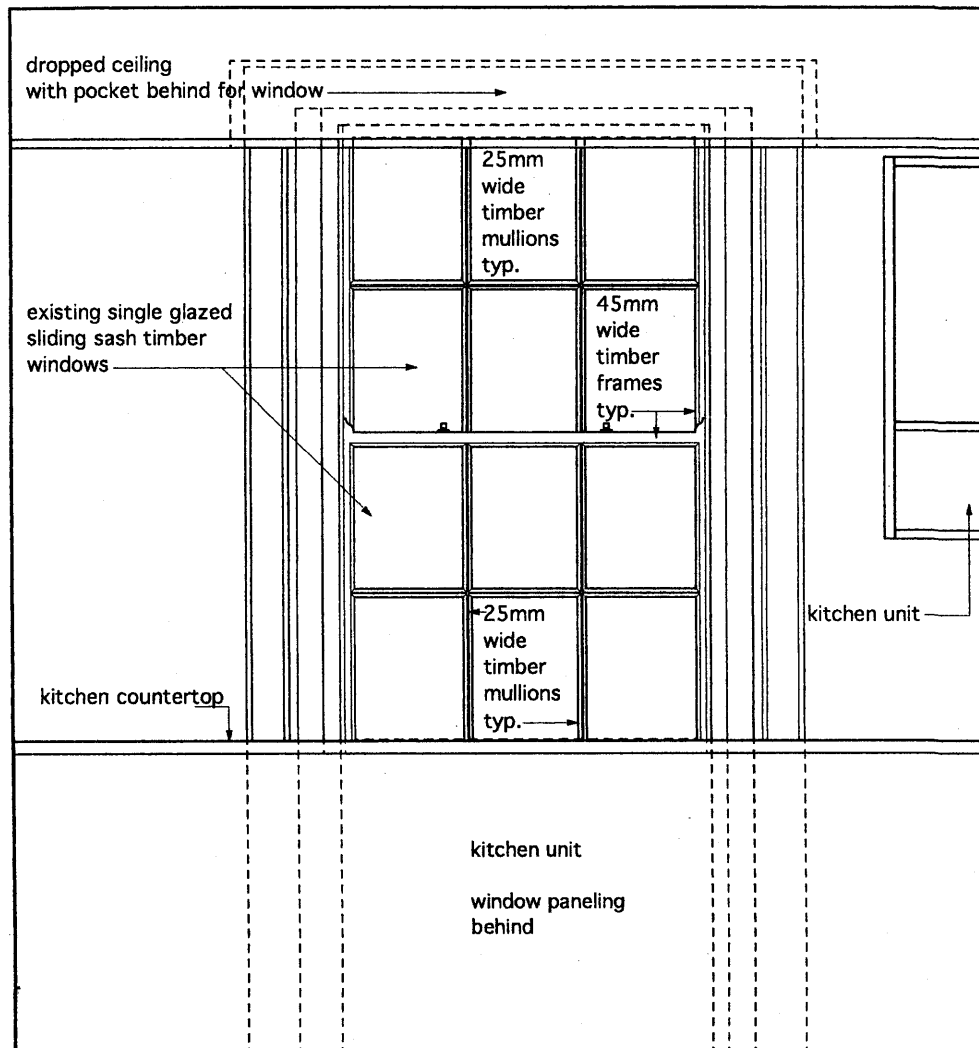 dropped ceiling
with pocket behind for window
25mm
wide
timber
mullions
typ.
existing single glazed
sliding sash timber
windows
45mm
wide
timber
frames
typ.
25mm
wide
timber
mullions
typ.
kitchen unit
kitchen countertop
kitchen unit
window paneling
behind